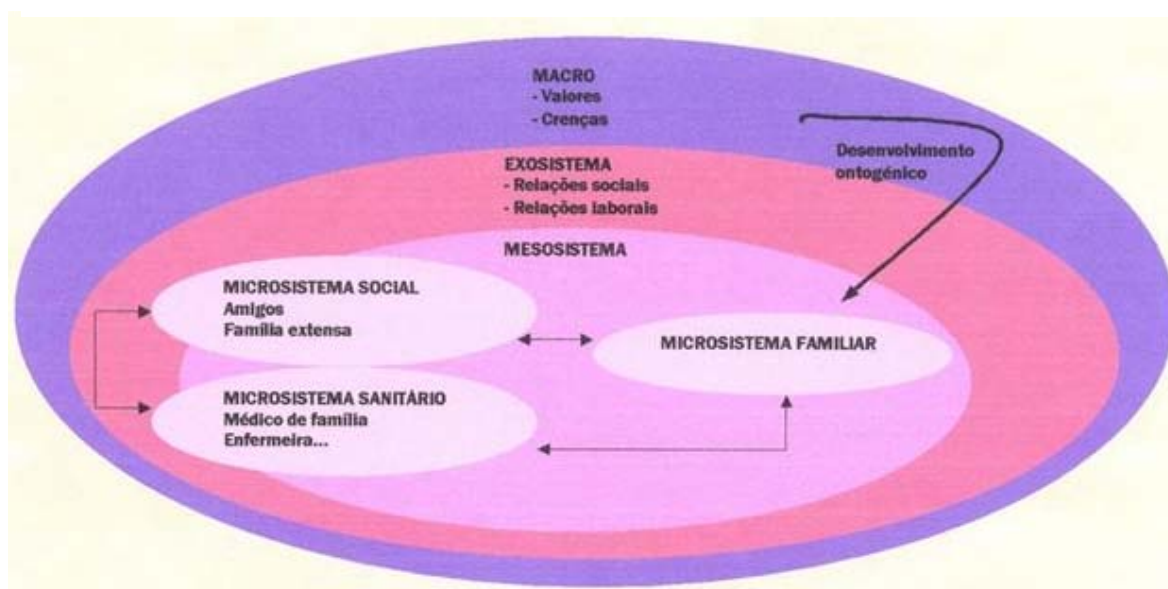 MACRO
- Valores
- Crenças
Desenvolvimento
ontogénico
EXOSISTEMA
- Relações sociais
- Relações laborais
MESOSISTEMA
MICROSISTEMA SOCIAL
Amigos
Família extensa
MICROSISTEMA FAMILIAR
MICROSISTEMA SANITÁRIO
Médico de família
Enfermeira...